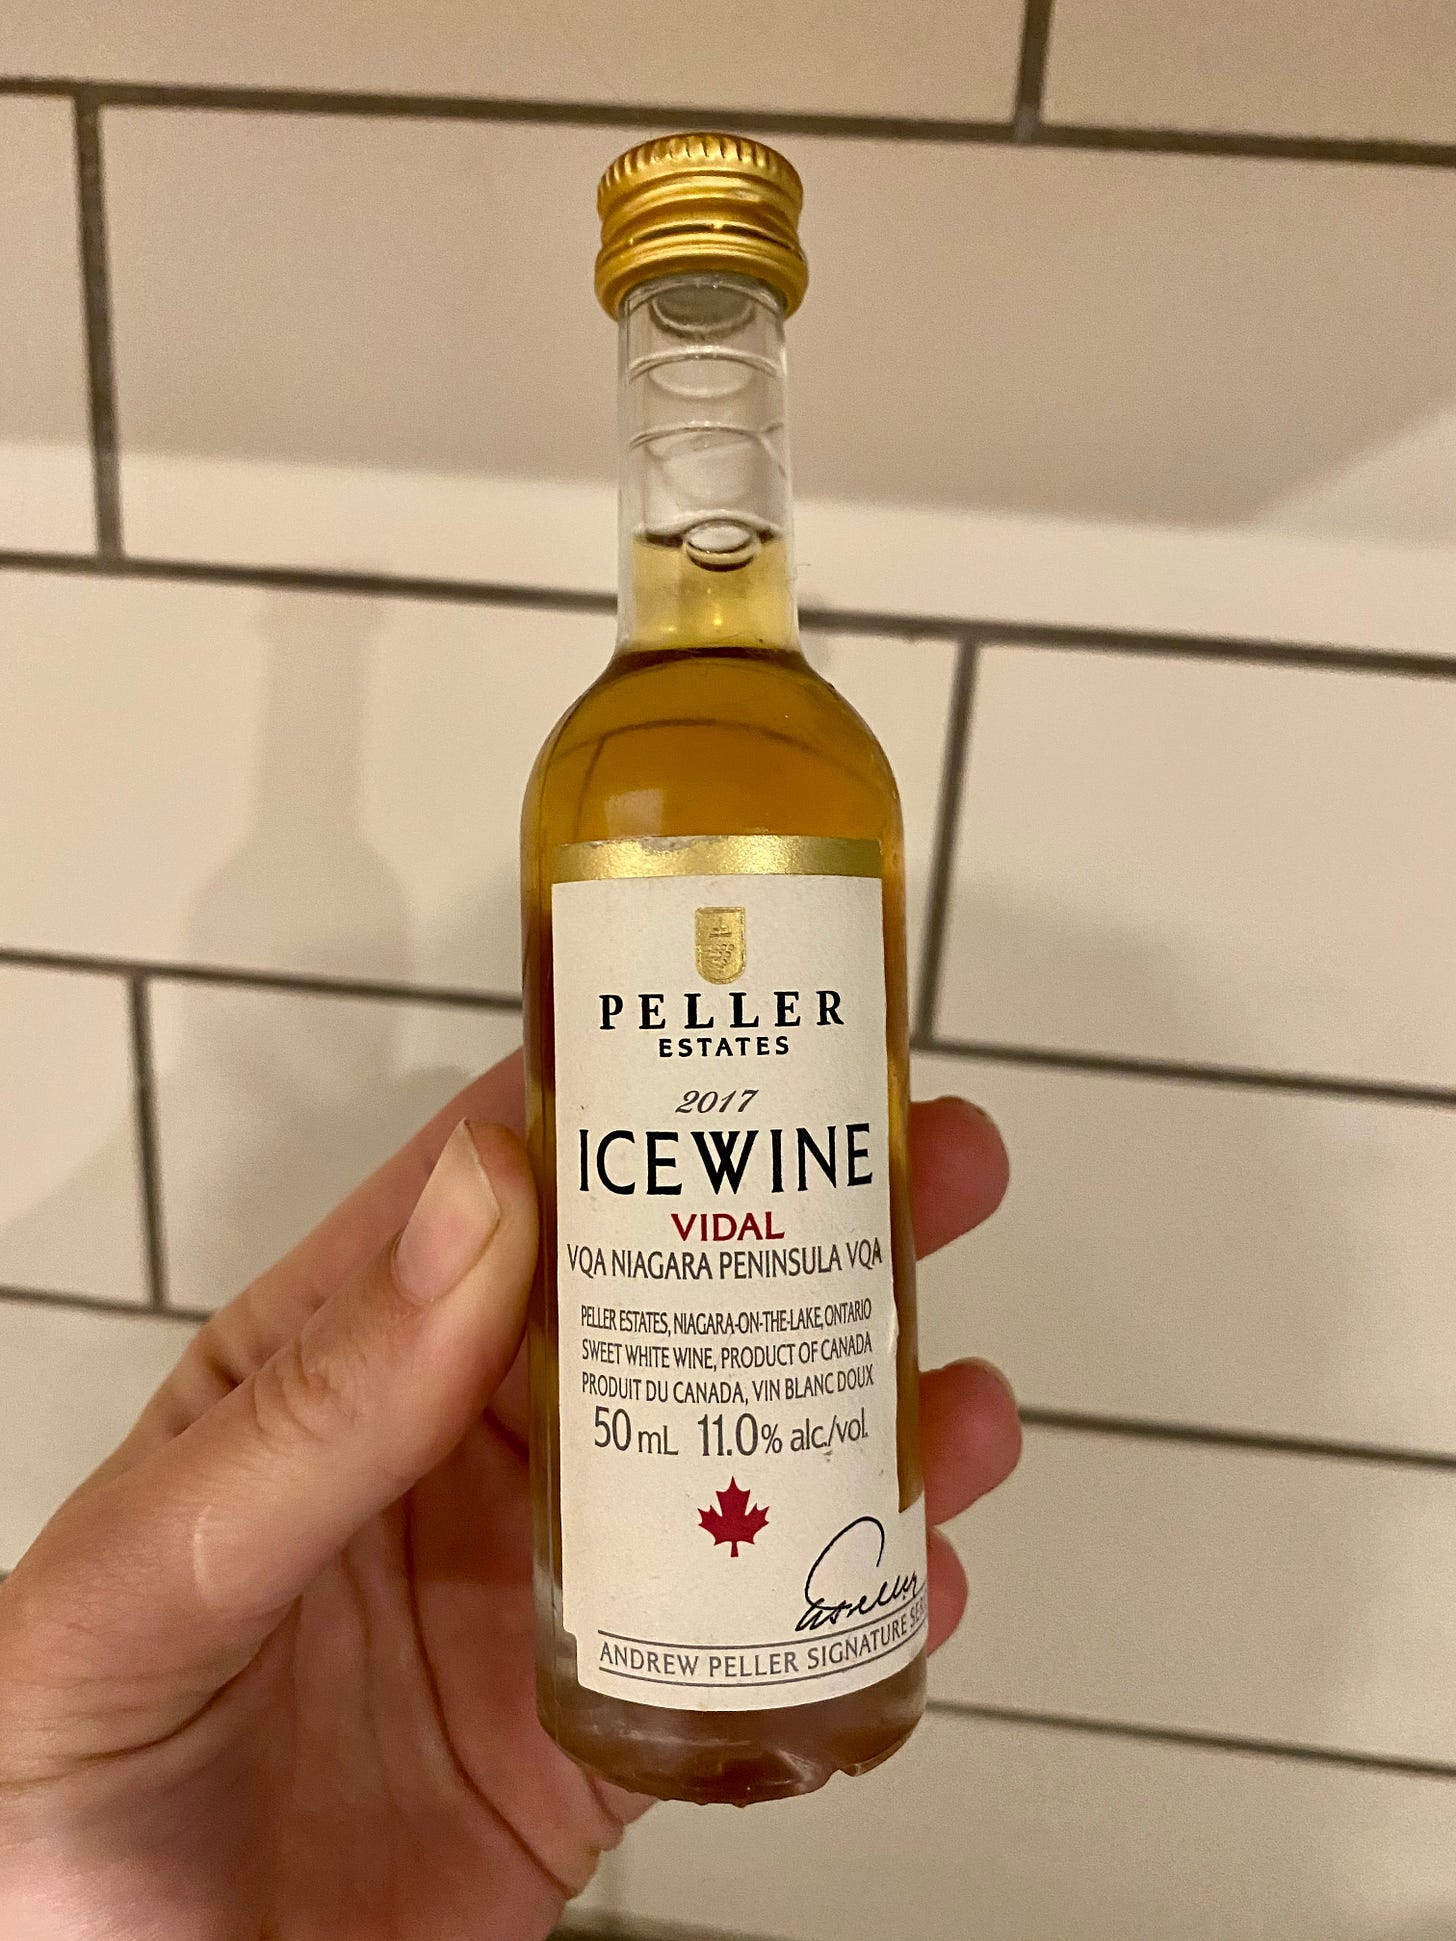 PELLER
ESTATES
2017
ICEWINE
VIDAL
VQA NIAGARA PENINSULA VQA
PELLER ESTATES, NIAGARA-ON-THE-LAKE, ONTARIO
SWEET WHITE WINE, PRODUCT OF CANADA
PRODUIT DU CANADA, VIN BLANC DOUX
50 mL 11.0% alc./vol.
ANDREW PELLER SIGNATURE